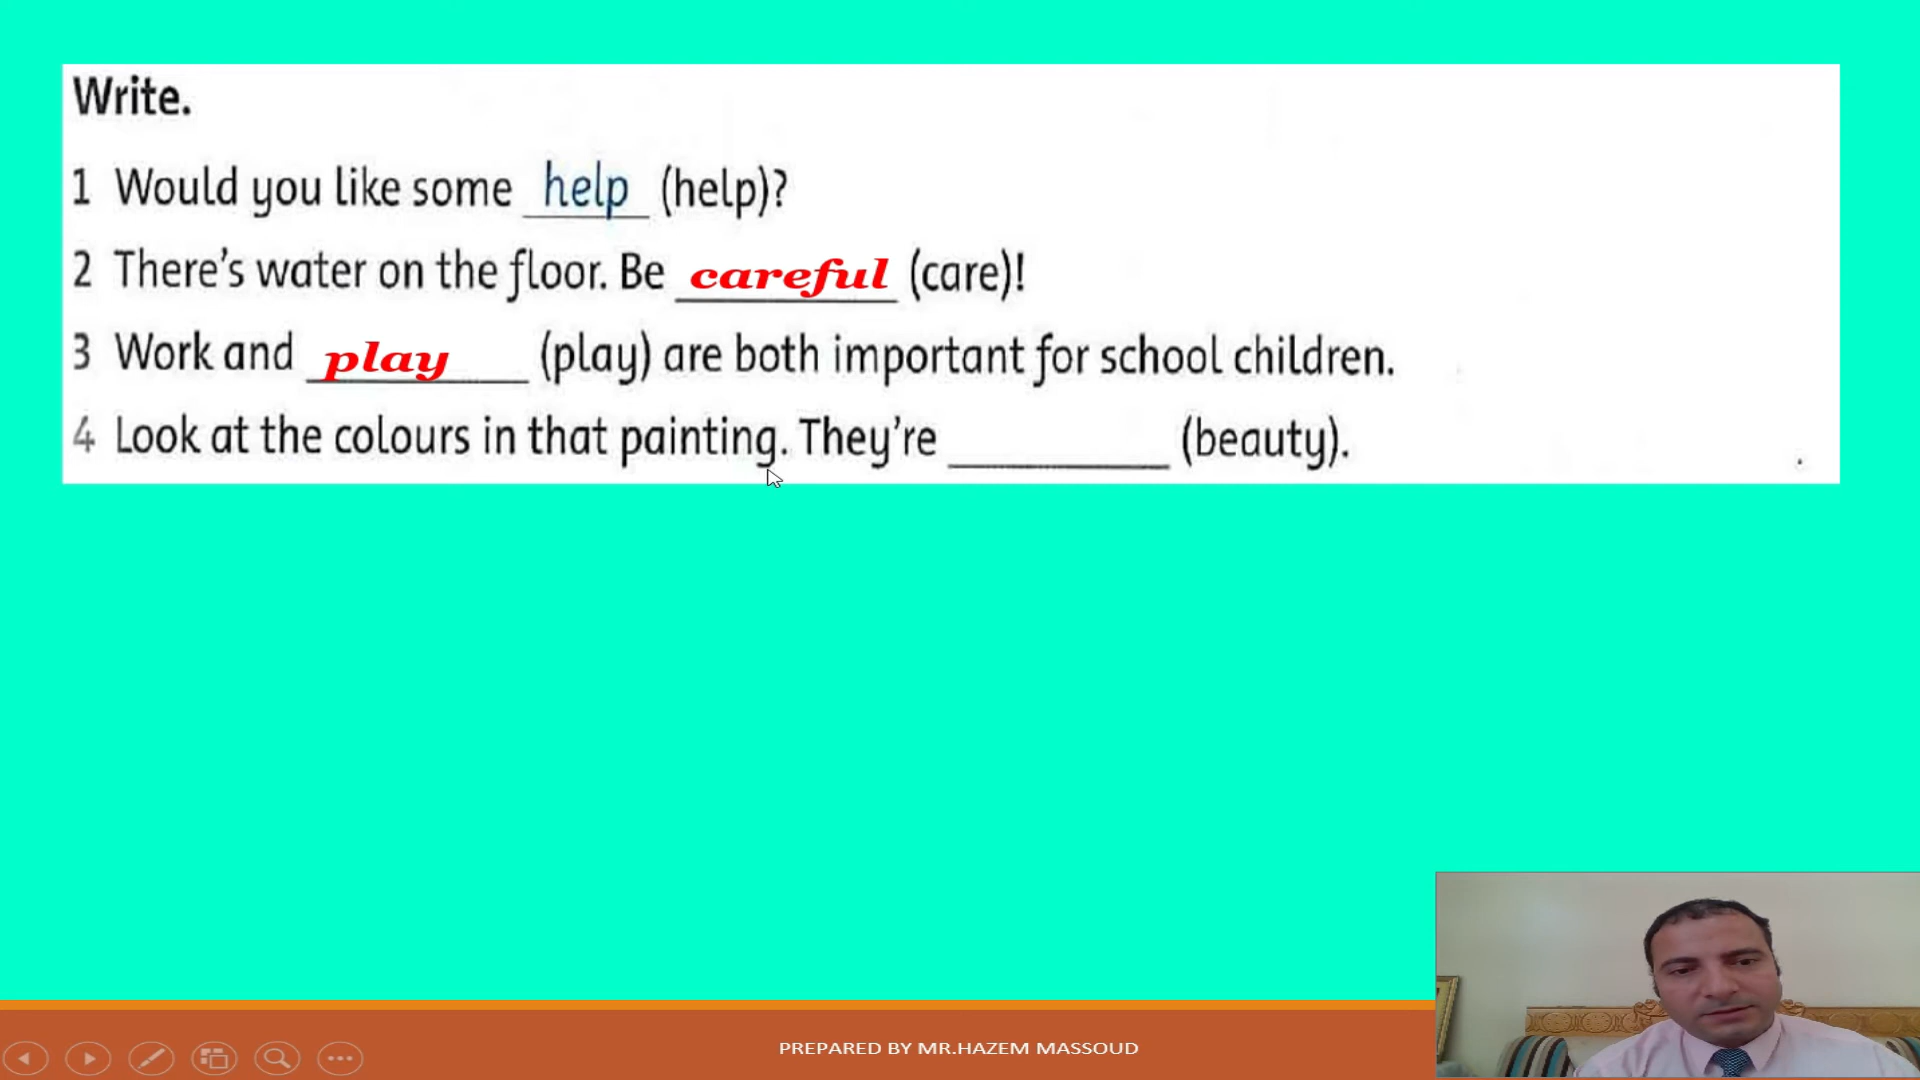 Write.
1 Would you like some help (help)?
2 There's water on the floor. Be careful (care)!
3 Work and play (play) are both important for school children.
4 Look at the colours in that painting. They're __________ (beauty).
PREPARED BY MR.HAZEM MASSOUD